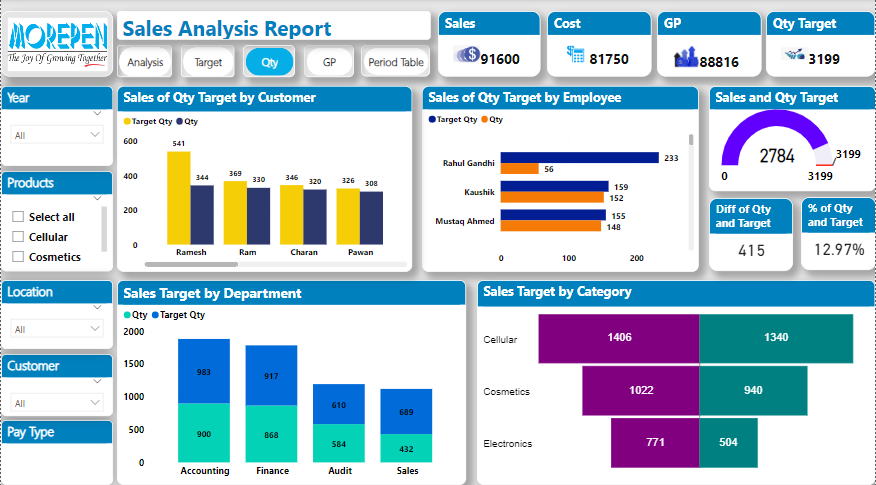 MOREPEN
The Joy Of Growing Together
Sales Analysis Report
Analysis
Target
Qty
GP
Period Table
Sales
91600
Cost
81750
GP
88816
Qty Target
3199
Year
All
Products
Select all
Cellular
Cosmetics
Location
All
Customer
All
Pay Type
Sales of Qty Target by Customer
Target Qty Qty
600
400
200
0
541
344
369
330
346
320
326
308
Ramesh Ram Charan Pawan
Sales of Qty Target by Employee
Target Qty Qty
Rahul Gandhi
233
56
Kaushik
159
152
Mustaq Ahmed
155
148
0 100 200
Sales and Qty Target
2784
3199
0
3199
Diff of Qty
and Target
415
% of Qty
and Target
12.97%
Sales Target by Department
Qty Target Qty
2000
1500
1000
500
0
983
900
917
868
610
584
689
432
Accounting Finance Audit Sales
Sales Target by Category
Cellular 1406 1340
Cosmetics 1022 940
Electronics 771 504